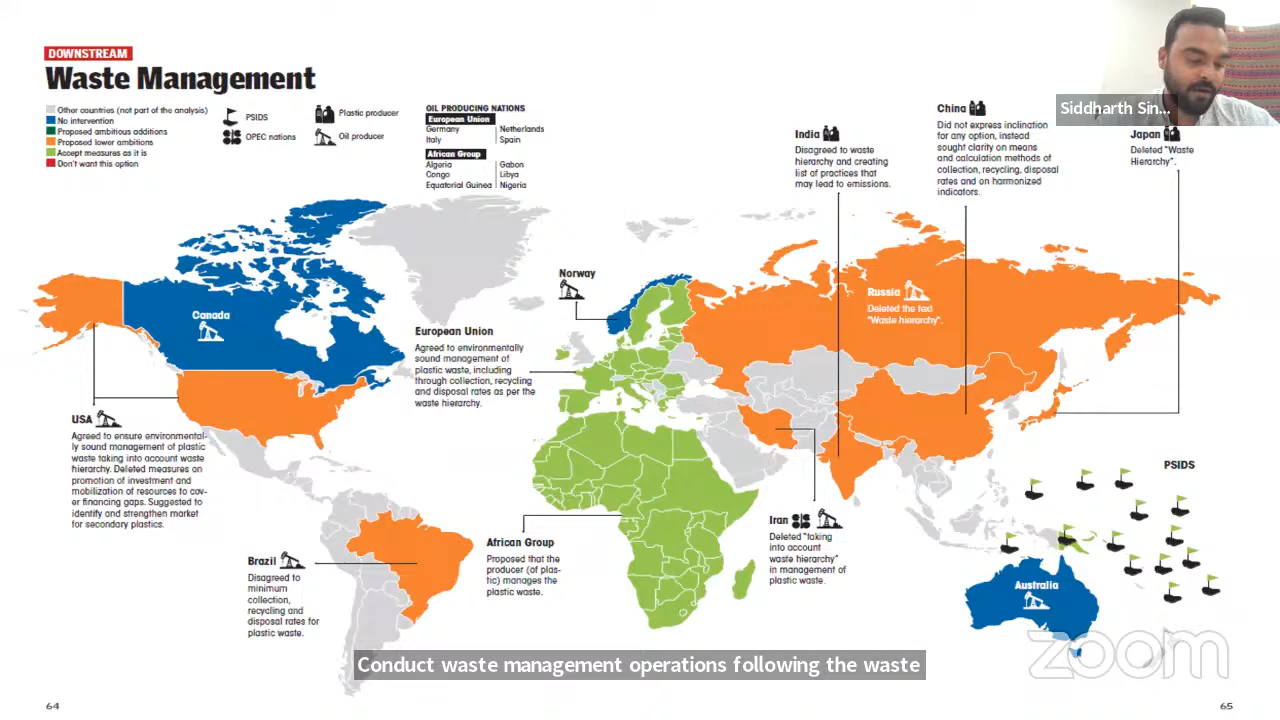 DOWNSTREAM
Waste Management
Other countries (not part of the analysis)
No intervention
Proposed ambitious additions
Proposed lower ambitions
Accept measures as it is
Don't want this option
PSIDS
OPEC nations
Plastic producer
Oil producer
OIL PRODUCING NATIONS
European Union
Germany
Italy
Netherlands
Spain
African Group
Algeria
Congo
Equatorial Guinea
Gabon
Libya
Nigeria
Siddharth Sin...
India
Disagreed to waste
hierarchy and creating
list of practices that
may lead to emissions.
China
Did not express inclination
for any option, instead
sought clarity on means
and calculation methods of
collection, recycling, disposal
rates and on harmonized
indicators.
Japan
Deleted "Waste
Hierarchy".
Norway
Russia
Deleted the text
"Waste hierarchy".
Canada
European Union
Agreed to environmentally
sound management of
plastic waste, including
through collection, recycling
and disposal rates as per the
waste hierarchy.
USA
Agreed to ensure environmental-
ly sound management of plastic
waste taking into account waste
hierarchy. Deleted measures on
promotion of investment and
mobilization of resources to cov-
er financing gaps. Suggested to
identify and strengthen market
for secondary plastics.
PSIDS
Iran
Deleted "taking
into account
waste hierarchy"
in management of
plastic waste.
African Group
Proposed that the
producer (of plas-
tic) manages the
plastic waste.
Brazil
Disagreed to
minimum
collection,
recycling and
disposal rates for
plastic waste.
Australia
zoom
Conduct waste management operations following the waste
64
65